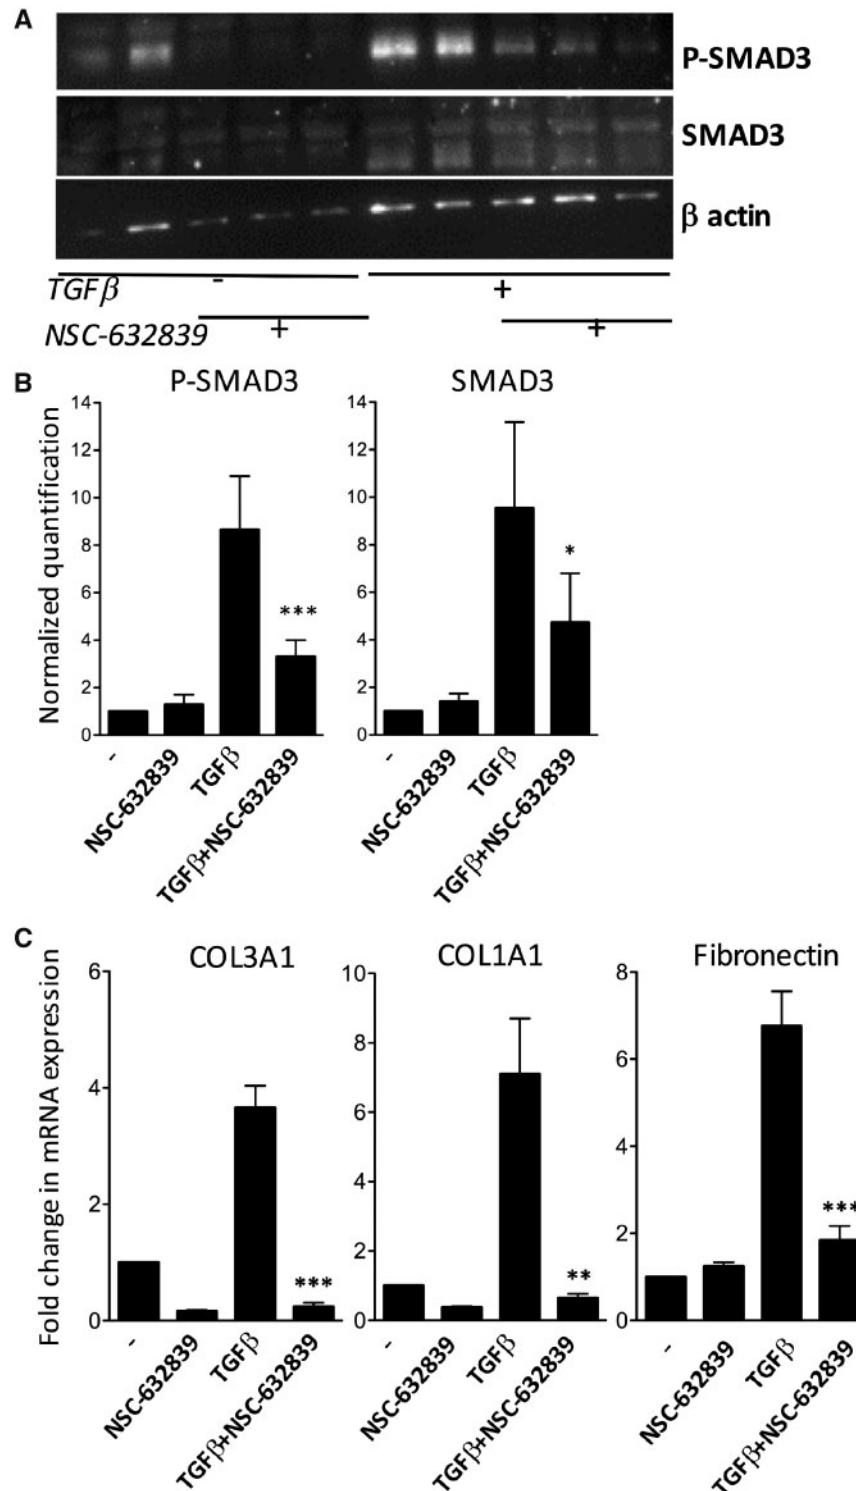 A
P-SMAD3
SMAD3
β actin
TGFβ - +
NSC-632839 + +
B
P-SMAD3 SMAD3
Normalized quantification
14 14
12 12
10 10
8 8
6 6
4 4
2 2
0 0
*** *
- NSC-632839 TGFβ TGFβ+NSC-632839
- NSC-632839 TGFβ TGFβ+NSC-632839
C
COL3A1 COL1A1 Fibronectin
Fold change in mRNA expression
6
4
2
0
***
- NSC-632839 TGFβ TGFβ+NSC-632839
10
8
6
4
2
0
**
- NSC-632839 TGFβ TGFβ+NSC-632839
8
6
4
2
0
***
- NSC-632839 TGFβ TGFβ+NSC-632839